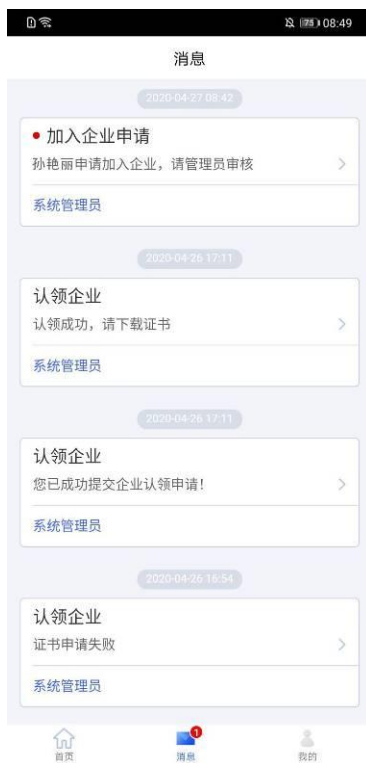 75 08:49
消息
2020-04-27 08:42
加入企业申请
孙艳丽申请加入企业，请管理员审核
系统管理员
2020-04-26 17:11
认领企业
认领成功，请下载证书
系统管理员
2020-04-26 17:11
认领企业
您已成功提交企业认领申请!
系统管理员
2020-04-26 16:54
认领企业
证书申请失败
系统管理员
1
首页 消息 我的